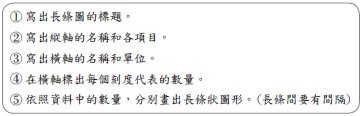 ①寫出長條圖的標題。
②寫出縱軸的名稱和各項目。
③寫出橫軸的名稱和單位。
④在橫軸標出每個刻度代表的數量。
⑤依照資料中的數量，分別畫出長條狀圖形。(長條間要有間隔)